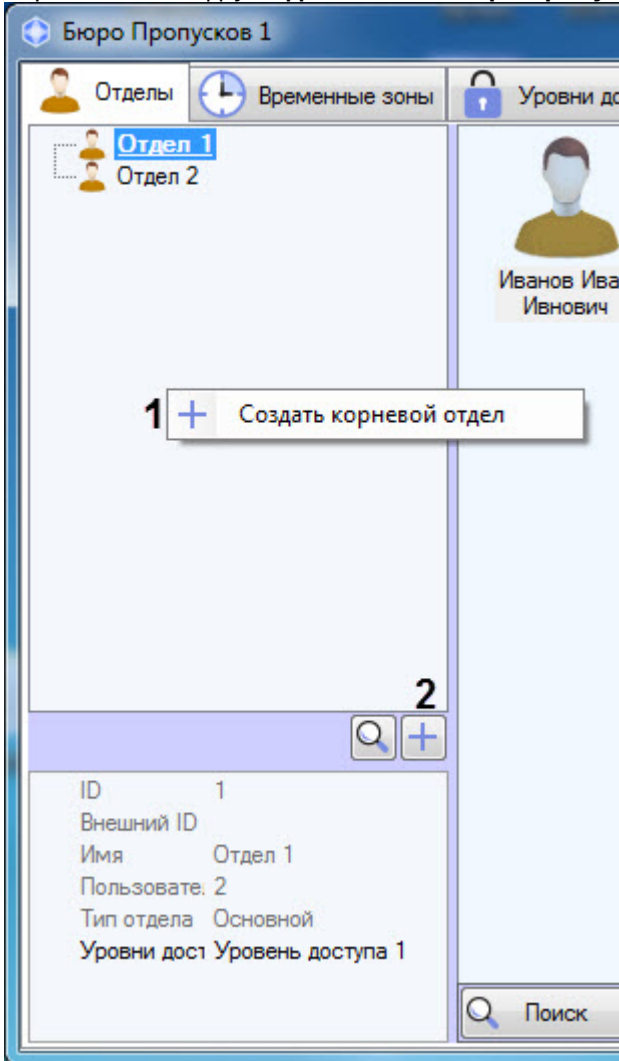 Бюро Пропусков 1
Отделы Временные зоны Уровни до
Отдел 1
Отдел 2
Иванов Ива
Ивнович
1 Создать корневой отдел
2
ID 1
Внешний ID
Имя Отдел 1
Пользовате. 2
Тип отдела Основной
Уровни дост Уровень доступа 1
Поиск